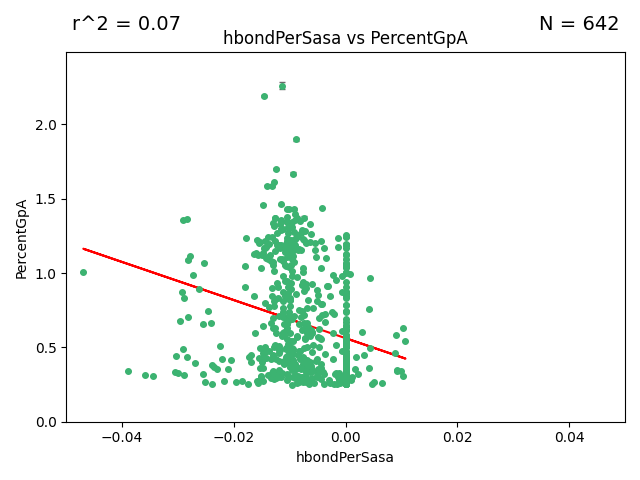 r^2 = 0.07
N = 642
hbondPerSasa vs PercentGpA
PercentGpA
2.0
1.5
1.0
0.5
0.0
−0.04
−0.02
0.00
0.02
0.04
hbondPerSasa